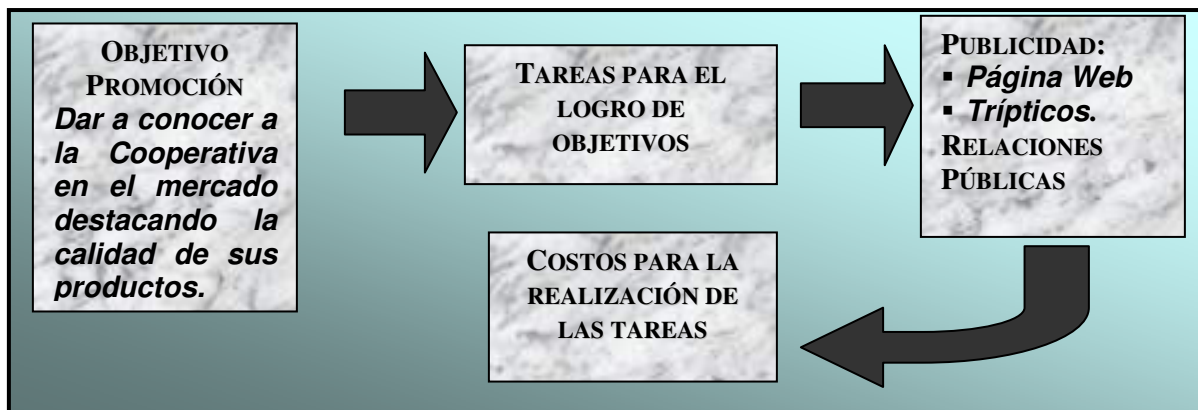 OBJETIVO
PROMOCIÓN
Dar a conocer a
la Cooperativa
en el mercado
destacando la
calidad de sus
productos.
TAREAS PARA EL
LOGRO DE
OBJETIVOS
PUBLICIDAD:
▪ Página Web
▪ Trípticos.
RELACIONES
PÚBLICAS
COSTOS PARA LA
REALIZACIÓN DE
LAS TAREAS